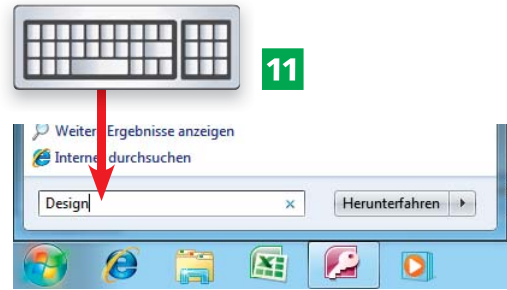 11
Weitere Ergebnisse anzeigen
Internet durchsuchen
Design
Herunterfahren